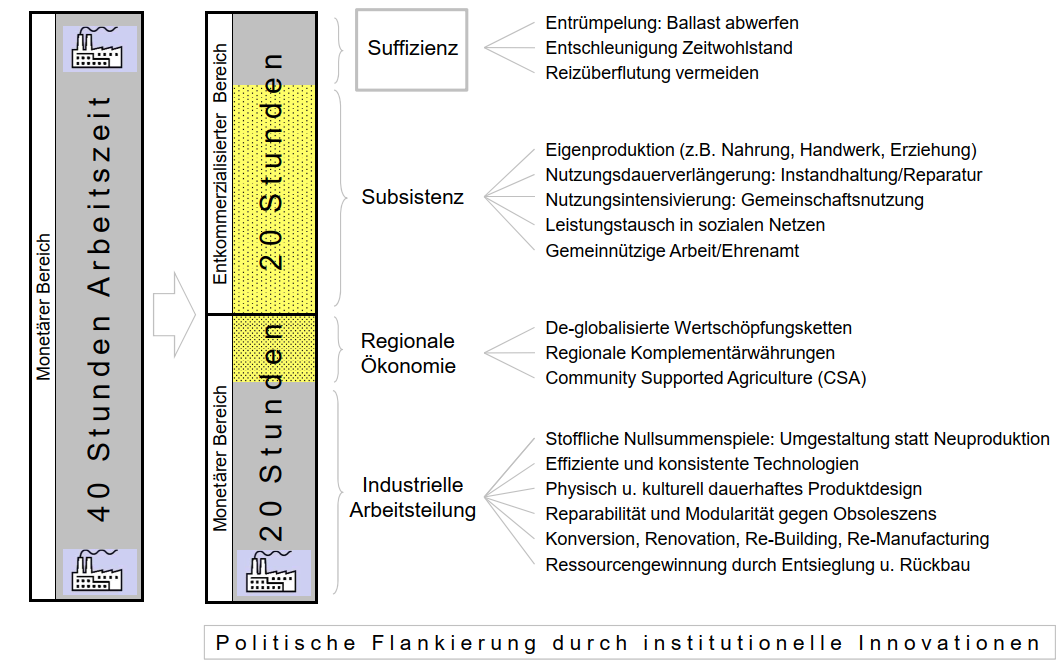 Monetärer Bereich
40 Stunden Arbeitszeit
Entkommerzialisierter Bereich
20 Stunden
Monetärer Bereich
20 Stunden
Suffizienz
Entrümpelung: Ballast abwerfen
Entschleunigung Zeitwohlstand
Reizüberflutung vermeiden
Subsistenz
Eigenproduktion (z.B. Nahrung, Handwerk, Erziehung)
Nutzungsdauerverlängerung: Instandhaltung/Reparatur
Nutzungsintensivierung: Gemeinschaftsnutzung
Leistungstausch in sozialen Netzen
Gemeinnützige Arbeit/Ehrenamt
Regionale
Ökonomie
De-globalisierte Wertschöpfungsketten
Regionale Komplementärwährungen
Community Supported Agriculture (CSA)
Industrielle
Arbeitsteilung
Stoffliche Nullsummenspiele: Umgestaltung statt Neuproduktion
Effiziente und konsistente Technologien
Physisch u. kulturell dauerhaftes Produktdesign
Reparabilität und Modularität gegen Obsoleszens
Konversion, Renovation, Re-Building, Re-Manufacturing
Ressourcengewinnung durch Entsieglung u. Rückbau
Politische Flankierung durch institutionelle Innovationen